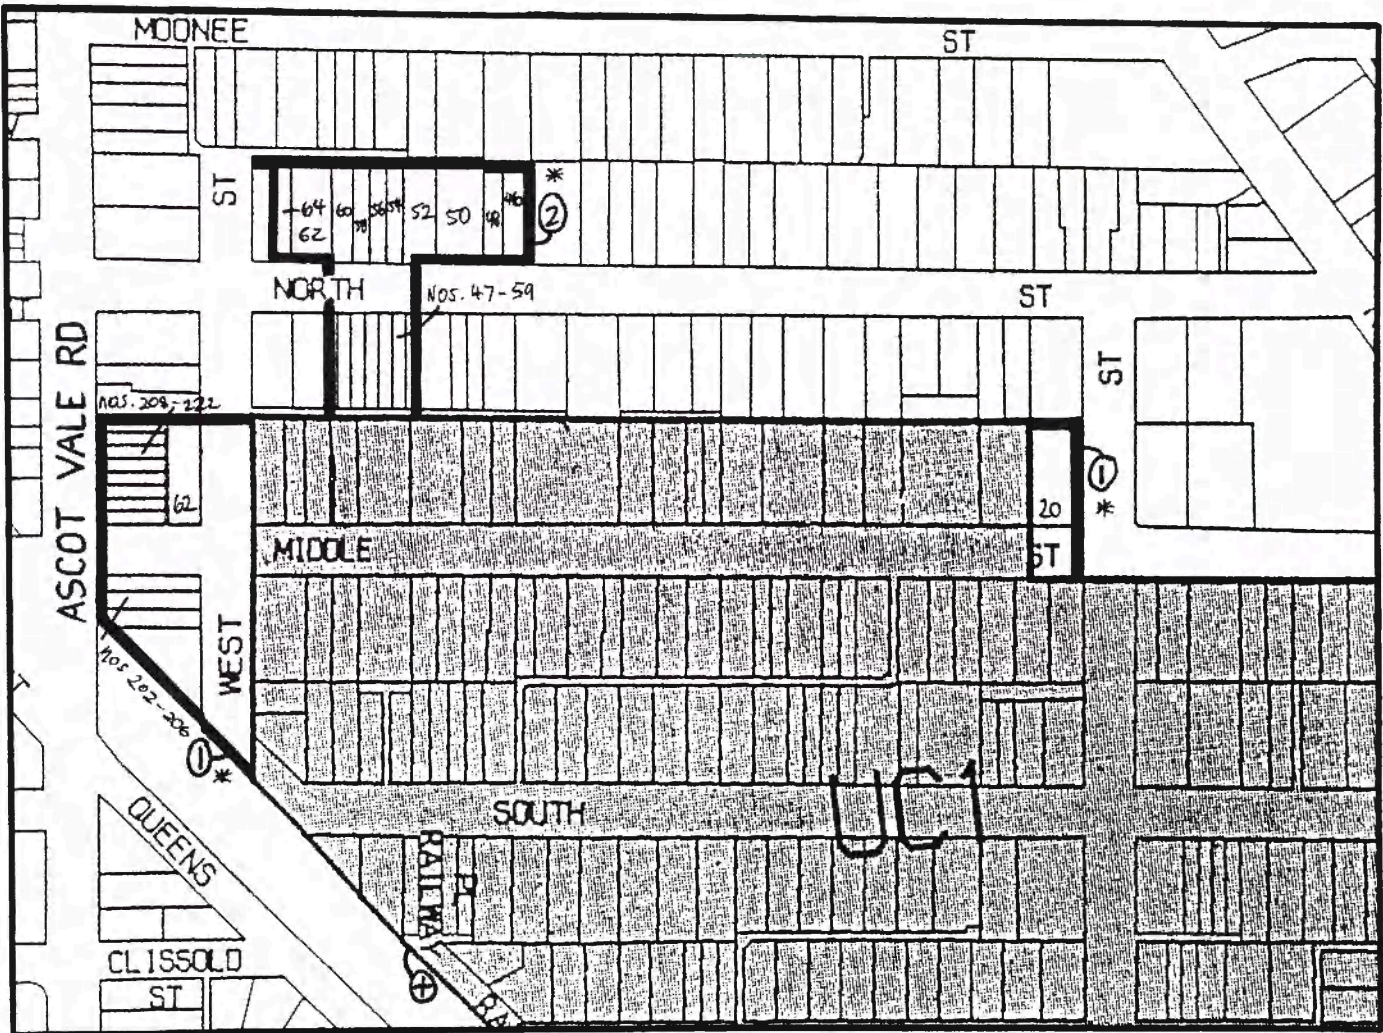 MOONEE ST
ST
64 60 58 56 54 52 50 48 46
62
*
2
NORTH ST
NOS. 47-59
ASCOT VALE RD
ST
NOS. 208-222
62
1
*
20
MIDDLE ST
WEST
NOS 202-206
1
*
UC1
SOUTH
QUEENS
RAILWAY
PL
CLISSOLD
ST